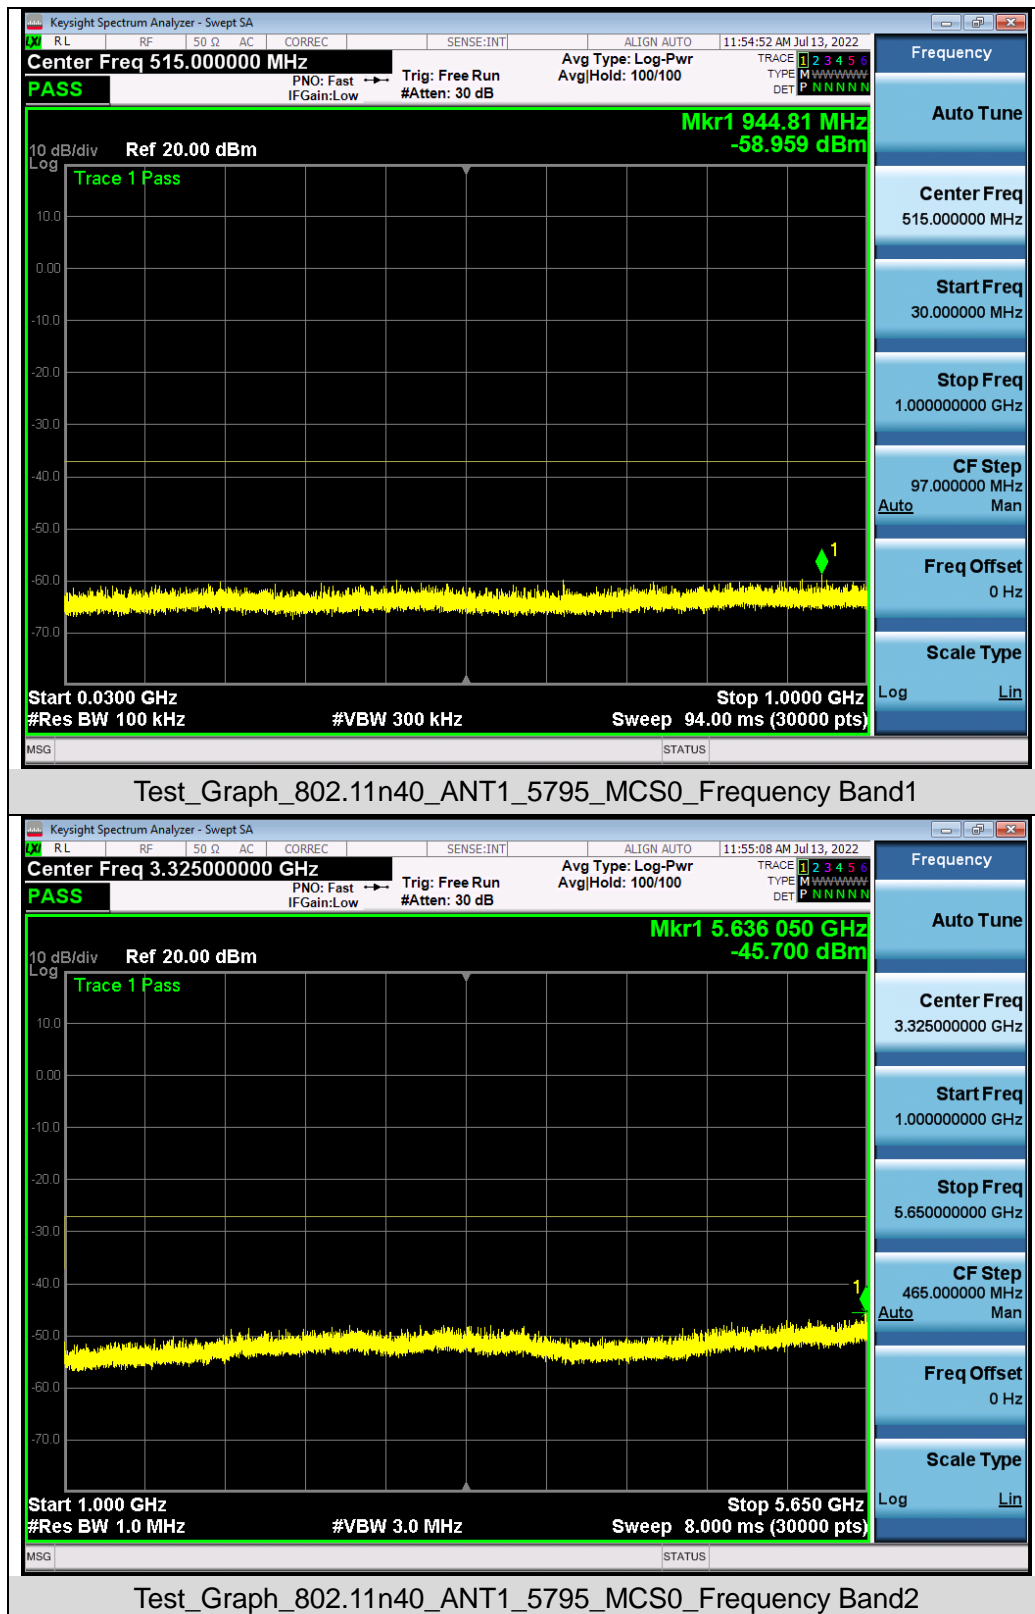 Keysight Spectrum Analyzer - Swept SA
LXI RL RF 50 Ω AC CORREC SENSE:INT ALIGN AUTO 11:54:52 AM Jul 13, 2022
Center Freq 515.000000 MHz
PASS
PNO: Fast
IFGain:Low
Trig: Free Run
#Atten: 30 dB
Avg Type: Log-Pwr
Avg|Hold: 100/100
TRACE 1 2 3 4 5 6
TYPE M WWWWW
DET P N N N N N
Mkr1 944.81 MHz
-58.959 dBm
10 dB/div
Log
Ref 20.00 dBm
Trace 1 Pass
10.0
0.00
-10.0
-20.0
-30.0
-40.0
-50.0
-60.0
-70.0
1
Start 0.0300 GHz
Stop 1.0000 GHz
#Res BW 100 kHz
#VBW 300 kHz
Sweep 94.00 ms (30000 pts)
MSG
STATUS
Frequency
Auto Tune
Center Freq
515.000000 MHz
Start Freq
30.000000 MHz
Stop Freq
1.000000000 GHz
CF Step
97.000000 MHz
Auto Man
Freq Offset
0 Hz
Scale Type
Log Lin
Test_Graph_802.11n40_ANT1_5795_MCS0_Frequency Band1
Keysight Spectrum Analyzer - Swept SA
LXI RL RF 50 Ω AC CORREC SENSE:INT ALIGN AUTO 11:55:08 AM Jul 13, 2022
Center Freq 3.325000000 GHz
PASS
PNO: Fast
IFGain:Low
Trig: Free Run
#Atten: 30 dB
Avg Type: Log-Pwr
Avg|Hold: 100/100
TRACE 1 2 3 4 5 6
TYPE M WWWWW
DET P N N N N N
Mkr1 5.636 050 GHz
-45.700 dBm
10 dB/div
Log
Ref 20.00 dBm
Trace 1 Pass
10.0
0.00
-10.0
-20.0
-30.0
-40.0
-50.0
-60.0
-70.0
1
Start 1.000 GHz
Stop 5.650 GHz
#Res BW 1.0 MHz
#VBW 3.0 MHz
Sweep 8.000 ms (30000 pts)
MSG
STATUS
Frequency
Auto Tune
Center Freq
3.325000000 GHz
Start Freq
1.000000000 GHz
Stop Freq
5.650000000 GHz
CF Step
465.000000 MHz
Auto Man
Freq Offset
0 Hz
Scale Type
Log Lin
Test_Graph_802.11n40_ANT1_5795_MCS0_Frequency Band2